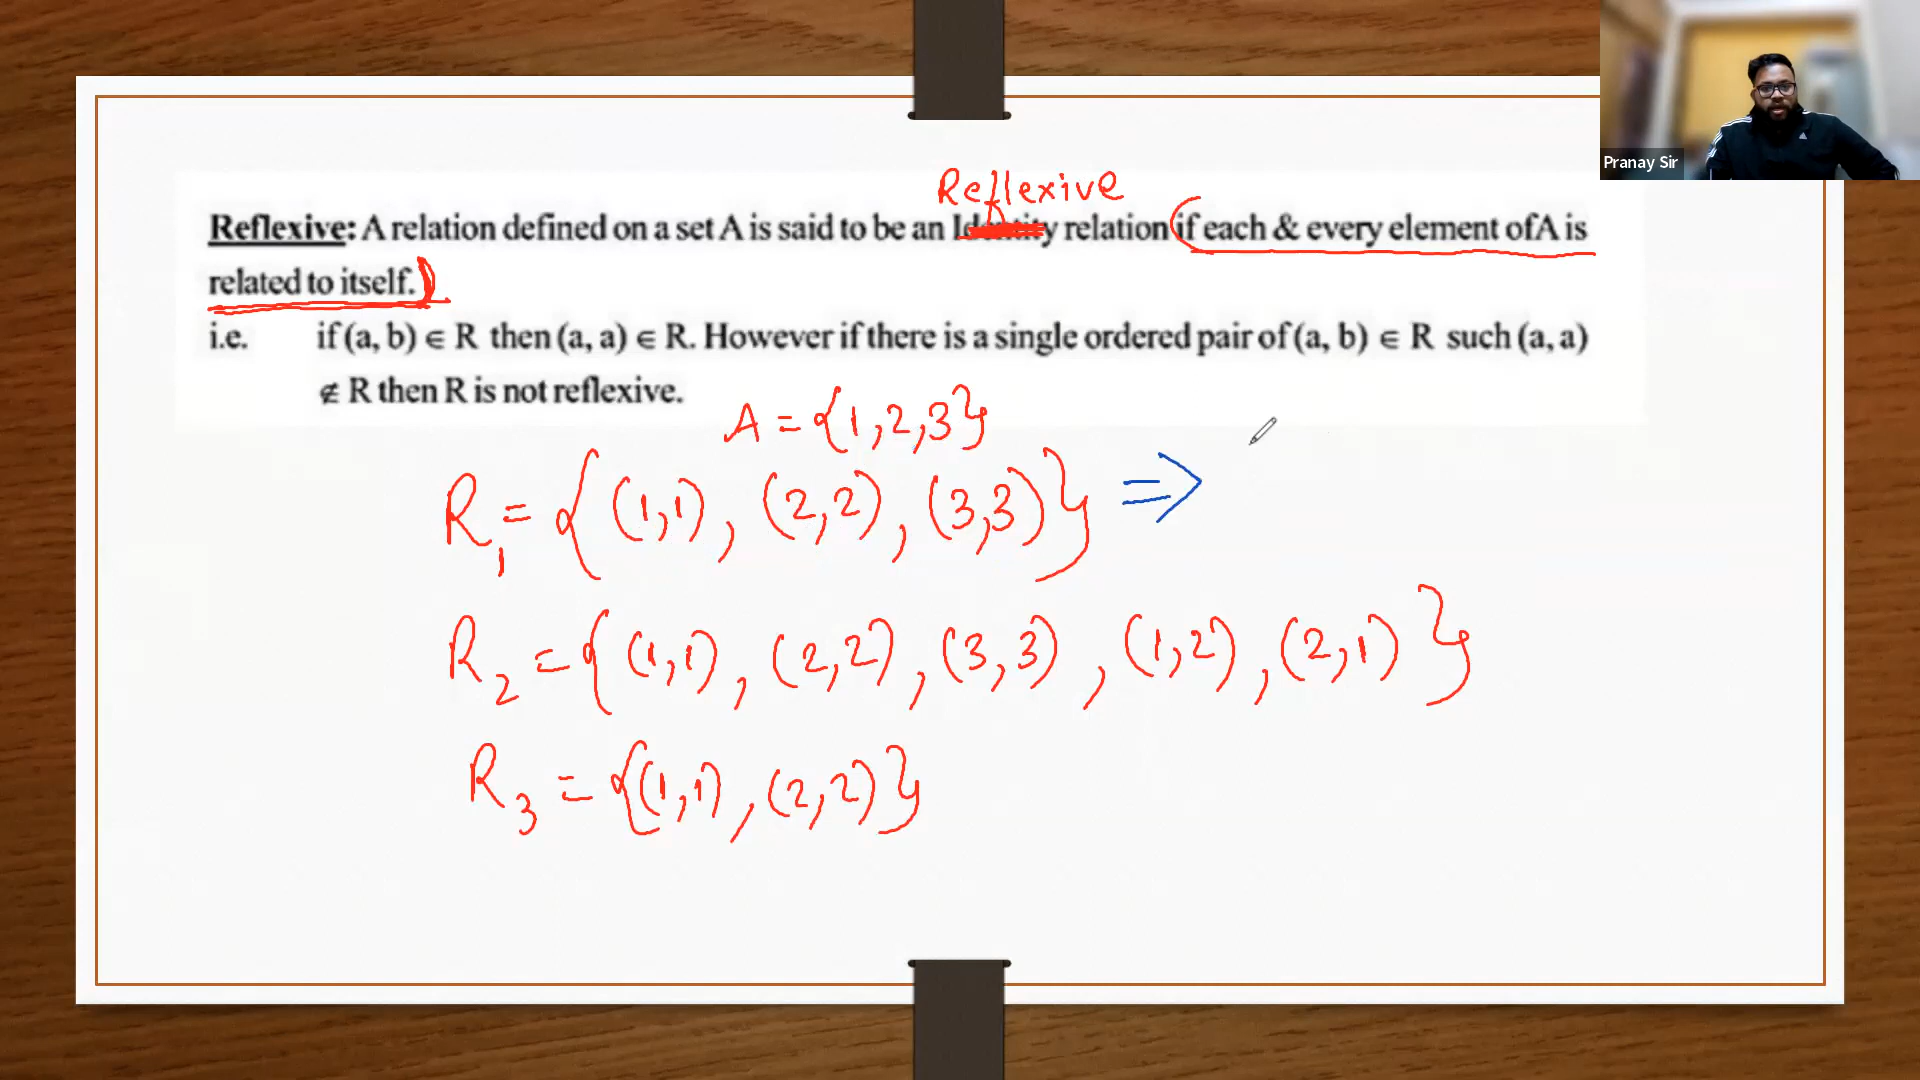 Pranay Sir
Reflexive
Reflexive: A relation defined on a set A is said to be an Identity relation (if each & every element of A is
related to itself.)
i.e. if (a, b) ∈ R then (a, a) ∈ R. However if there is a single ordered pair of (a, b) ∈ R such (a, a)
∉ R then R is not reflexive.
A = {1,2,3}
R₁ = {(1,1), (2,2), (3,3)} ⇒
R₂ = {(1,1), (2,2), (3,3), (1,2), (2,1)}
R₃ = {(1,1), (2,2)}